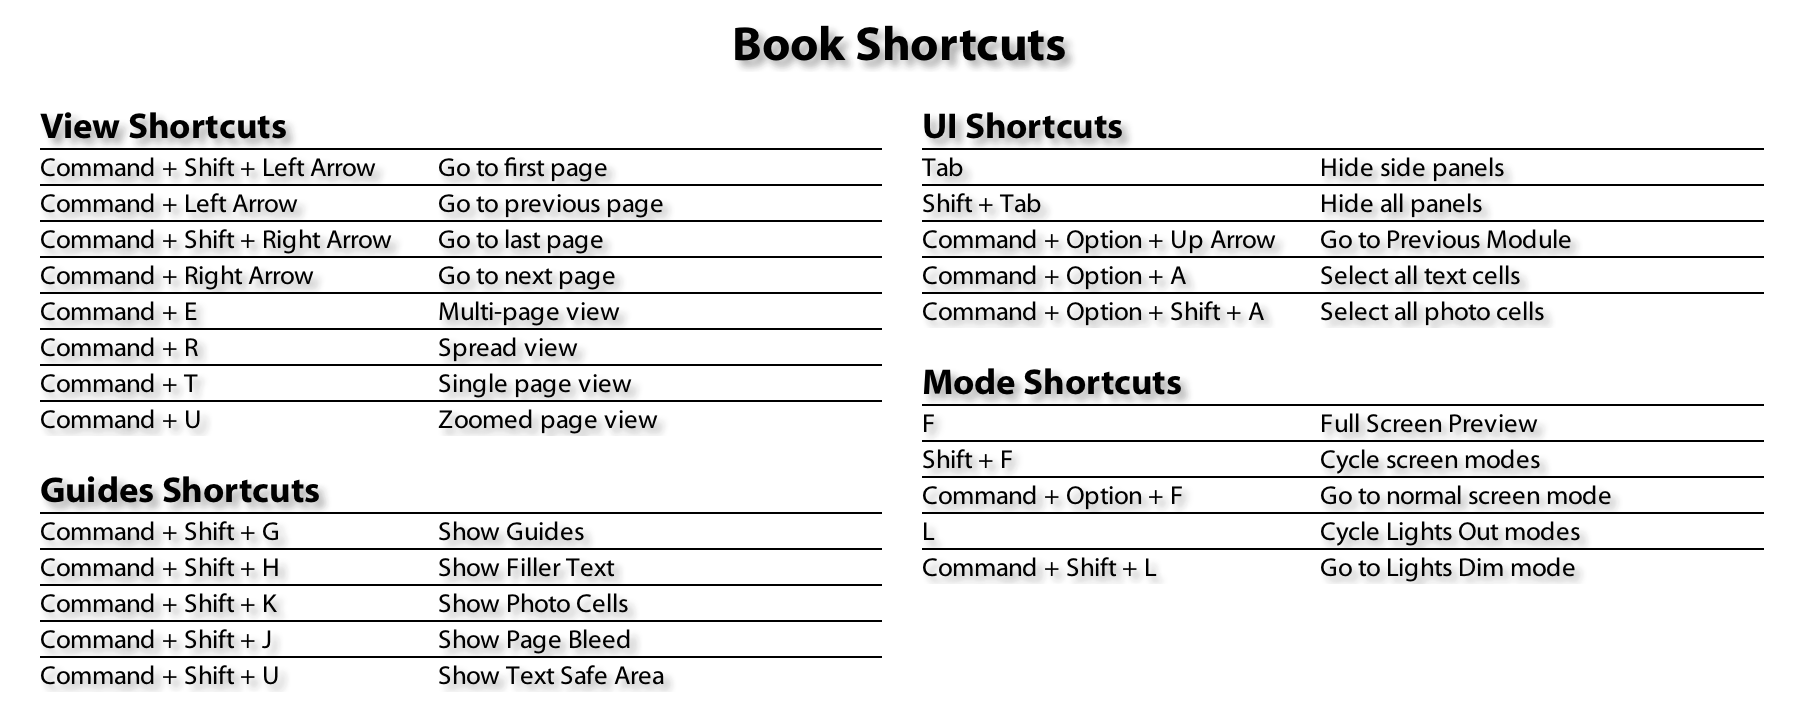 Book Shortcuts
View Shortcuts
Command + Shift + Left Arrow Go to first page
Command + Left Arrow Go to previous page
Command + Shift + Right Arrow Go to last page
Command + Right Arrow Go to next page
Command + E Multi-page view
Command + R Spread view
Command + T Single page view
Command + U Zoomed page view
Guides Shortcuts
Command + Shift + G Show Guides
Command + Shift + H Show Filler Text
Command + Shift + K Show Photo Cells
Command + Shift + J Show Page Bleed
Command + Shift + U Show Text Safe Area
UI Shortcuts
Tab Hide side panels
Shift + Tab Hide all panels
Command + Option + Up Arrow Go to Previous Module
Command + Option + A Select all text cells
Command + Option + Shift + A Select all photo cells
Mode Shortcuts
F Full Screen Preview
Shift + F Cycle screen modes
Command + Option + F Go to normal screen mode
L Cycle Lights Out modes
Command + Shift + L Go to Lights Dim mode